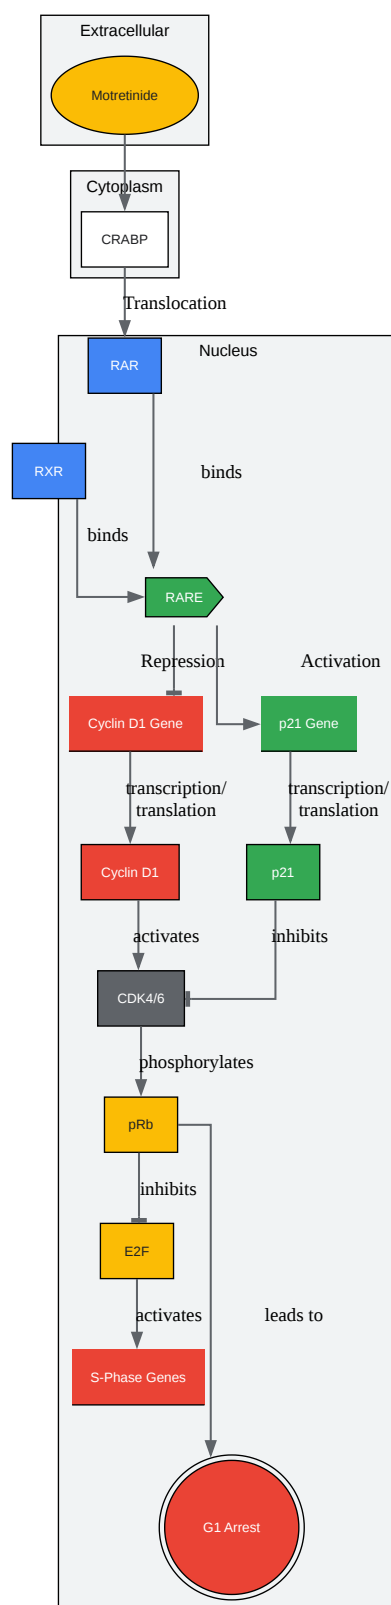 Extracellular
Motretinide
Cytoplasm
CRABP
Translocation
Nucleus
RAR
RXR
binds
binds
RARE
Repression
Activation
Cyclin D1 Gene
p21 Gene
transcription/
translation
transcription/
translation
Cyclin D1
p21
activates
inhibits
CDK4/6
phosphorylates
pRb
inhibits
E2F
activates
leads to
S-Phase Genes
G1 Arrest